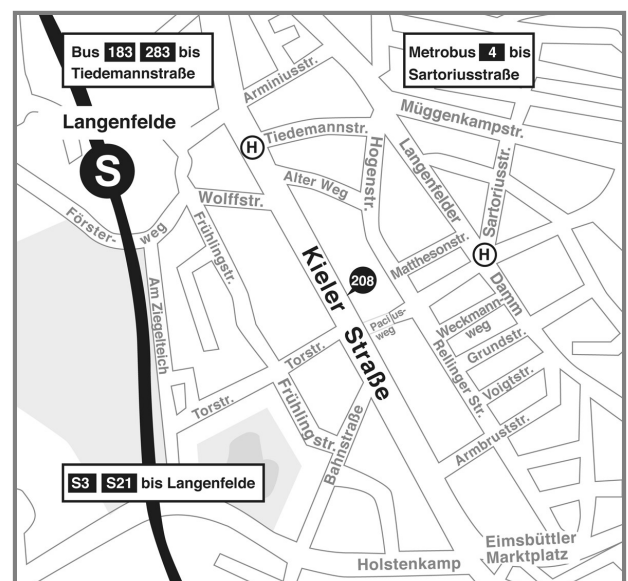 Bus 183 283 bis
Tiedemannstraße
Metrobus 4 bis
Sartoriusstraße
Arminiusstr.
Müggenkampstr.
Langenfelde
S
H
Tiedemannstr.
Hogenstr.
Langenfelder
Sartoriusstr.
Alter Weg
Wolffstr.
Förster-
weg
Frühlingstr.
Matthesonstr.
H
Kieler Straße
208
Am Ziegelteich
Damm
Pacius-
weg
Weckmann-
weg
Grundstr.
Rellinger Str.
Torstr.
Voigtstr.
Torstr.
Frühlingstr.
Bahnstraße
Armbruststr.
S3 S21 bis Langenfelde
Eimsbüttler
Marktplatz
Holstenkamp